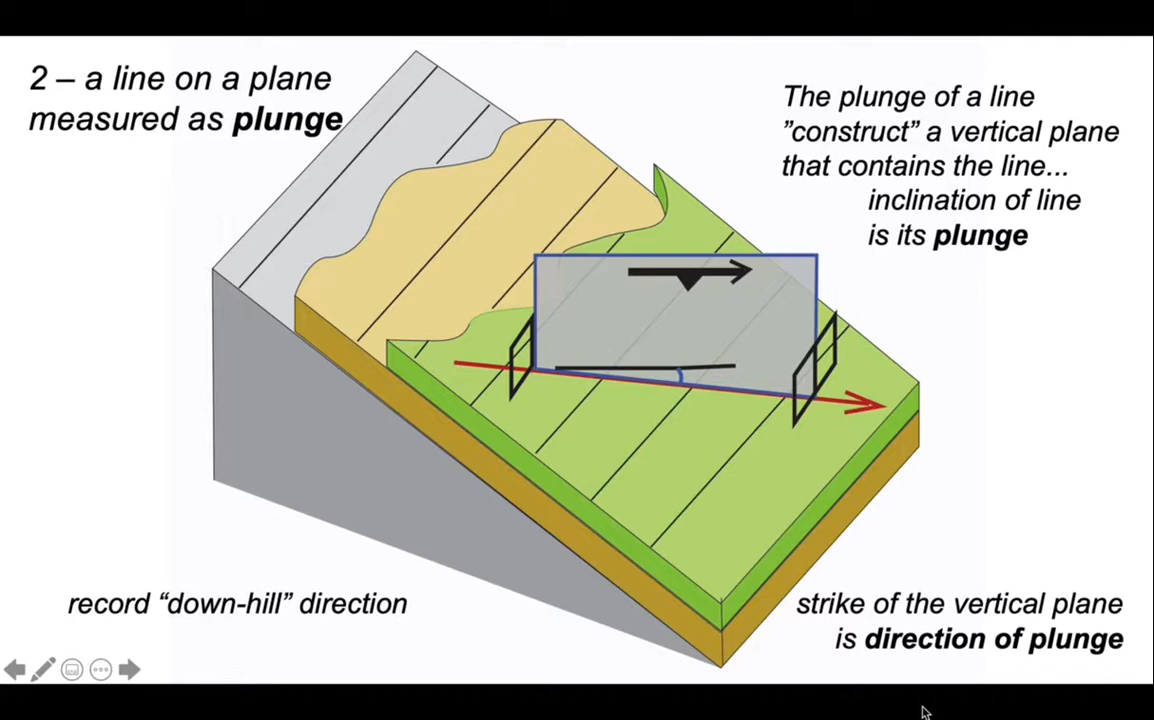 2 – a line on a plane
measured as plunge
The plunge of a line
”construct” a vertical plane
that contains the line...
inclination of line
is its plunge
record “down-hill” direction
strike of the vertical plane
is direction of plunge